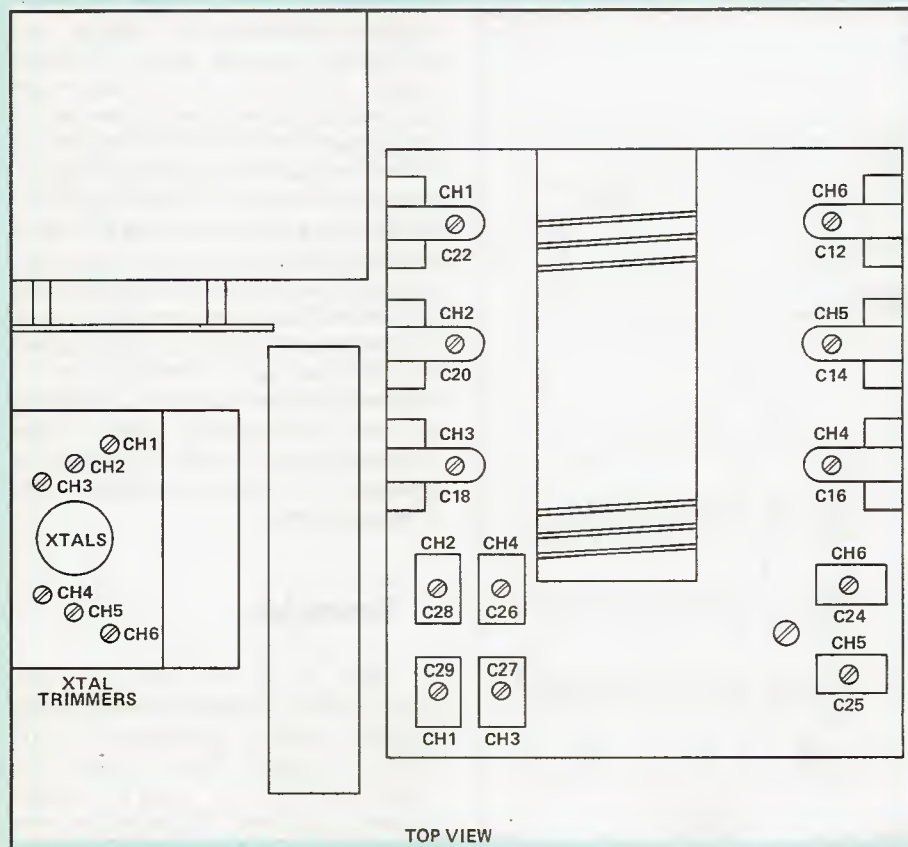 CH1
C22
CH2
C20
CH3
C18
CH6
C12
CH5
C14
CH4
C16
CH1
CH2
CH3
XTALS
CH4
CH5
CH6
XTAL
TRIMMERS
CH2 CH4
C28 C26
C29 C27
CH1 CH3
CH6
C24
CH5
C25
TOP VIEW